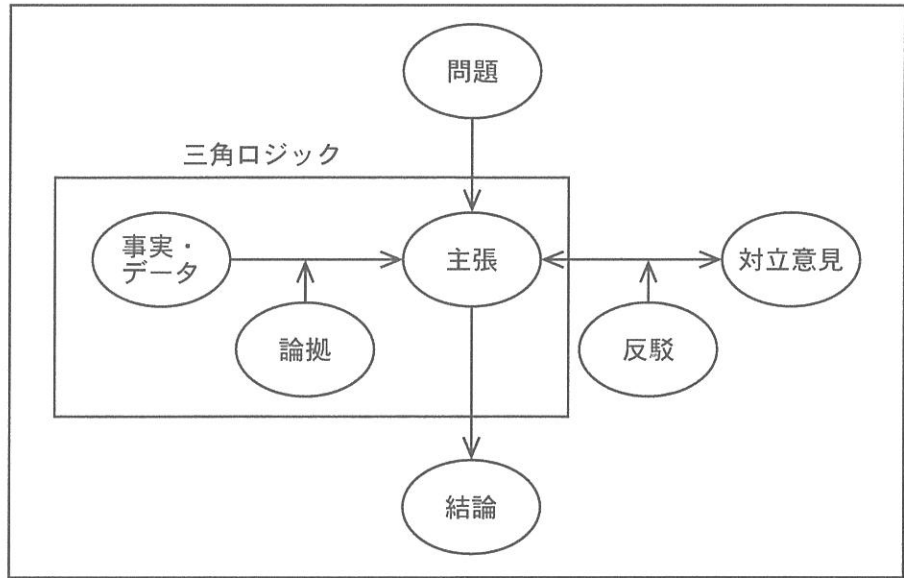 問題
三角ロジック
事実・
データ
主張
対立意見
論拠
反駁
結論